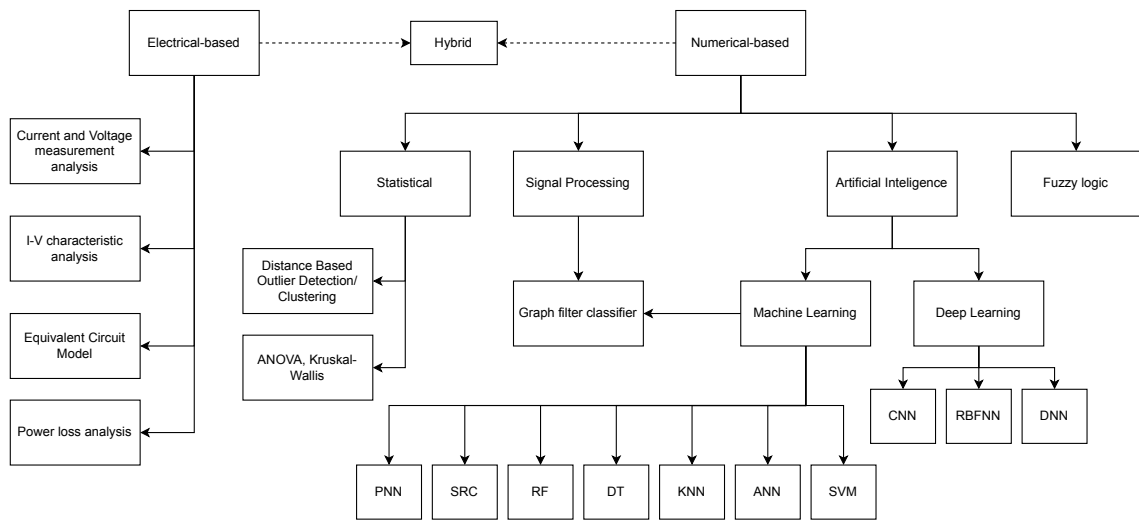 Electrical-based
Hybrid
Numerical-based
Current and Voltage
measurement
analysis
Statistical
Signal Processing
Artificial Inteligence
Fuzzy logic
I-V characteristic
analysis
Distance Based
Outlier Detection/
Clustering
Graph filter classifier
Machine Learning
Deep Learning
Equivalent Circuit
Model
ANOVA, Kruskal-
Wallis
CNN
RBFNN
DNN
Power loss analysis
PNN
SRC
RF
DT
KNN
ANN
SVM